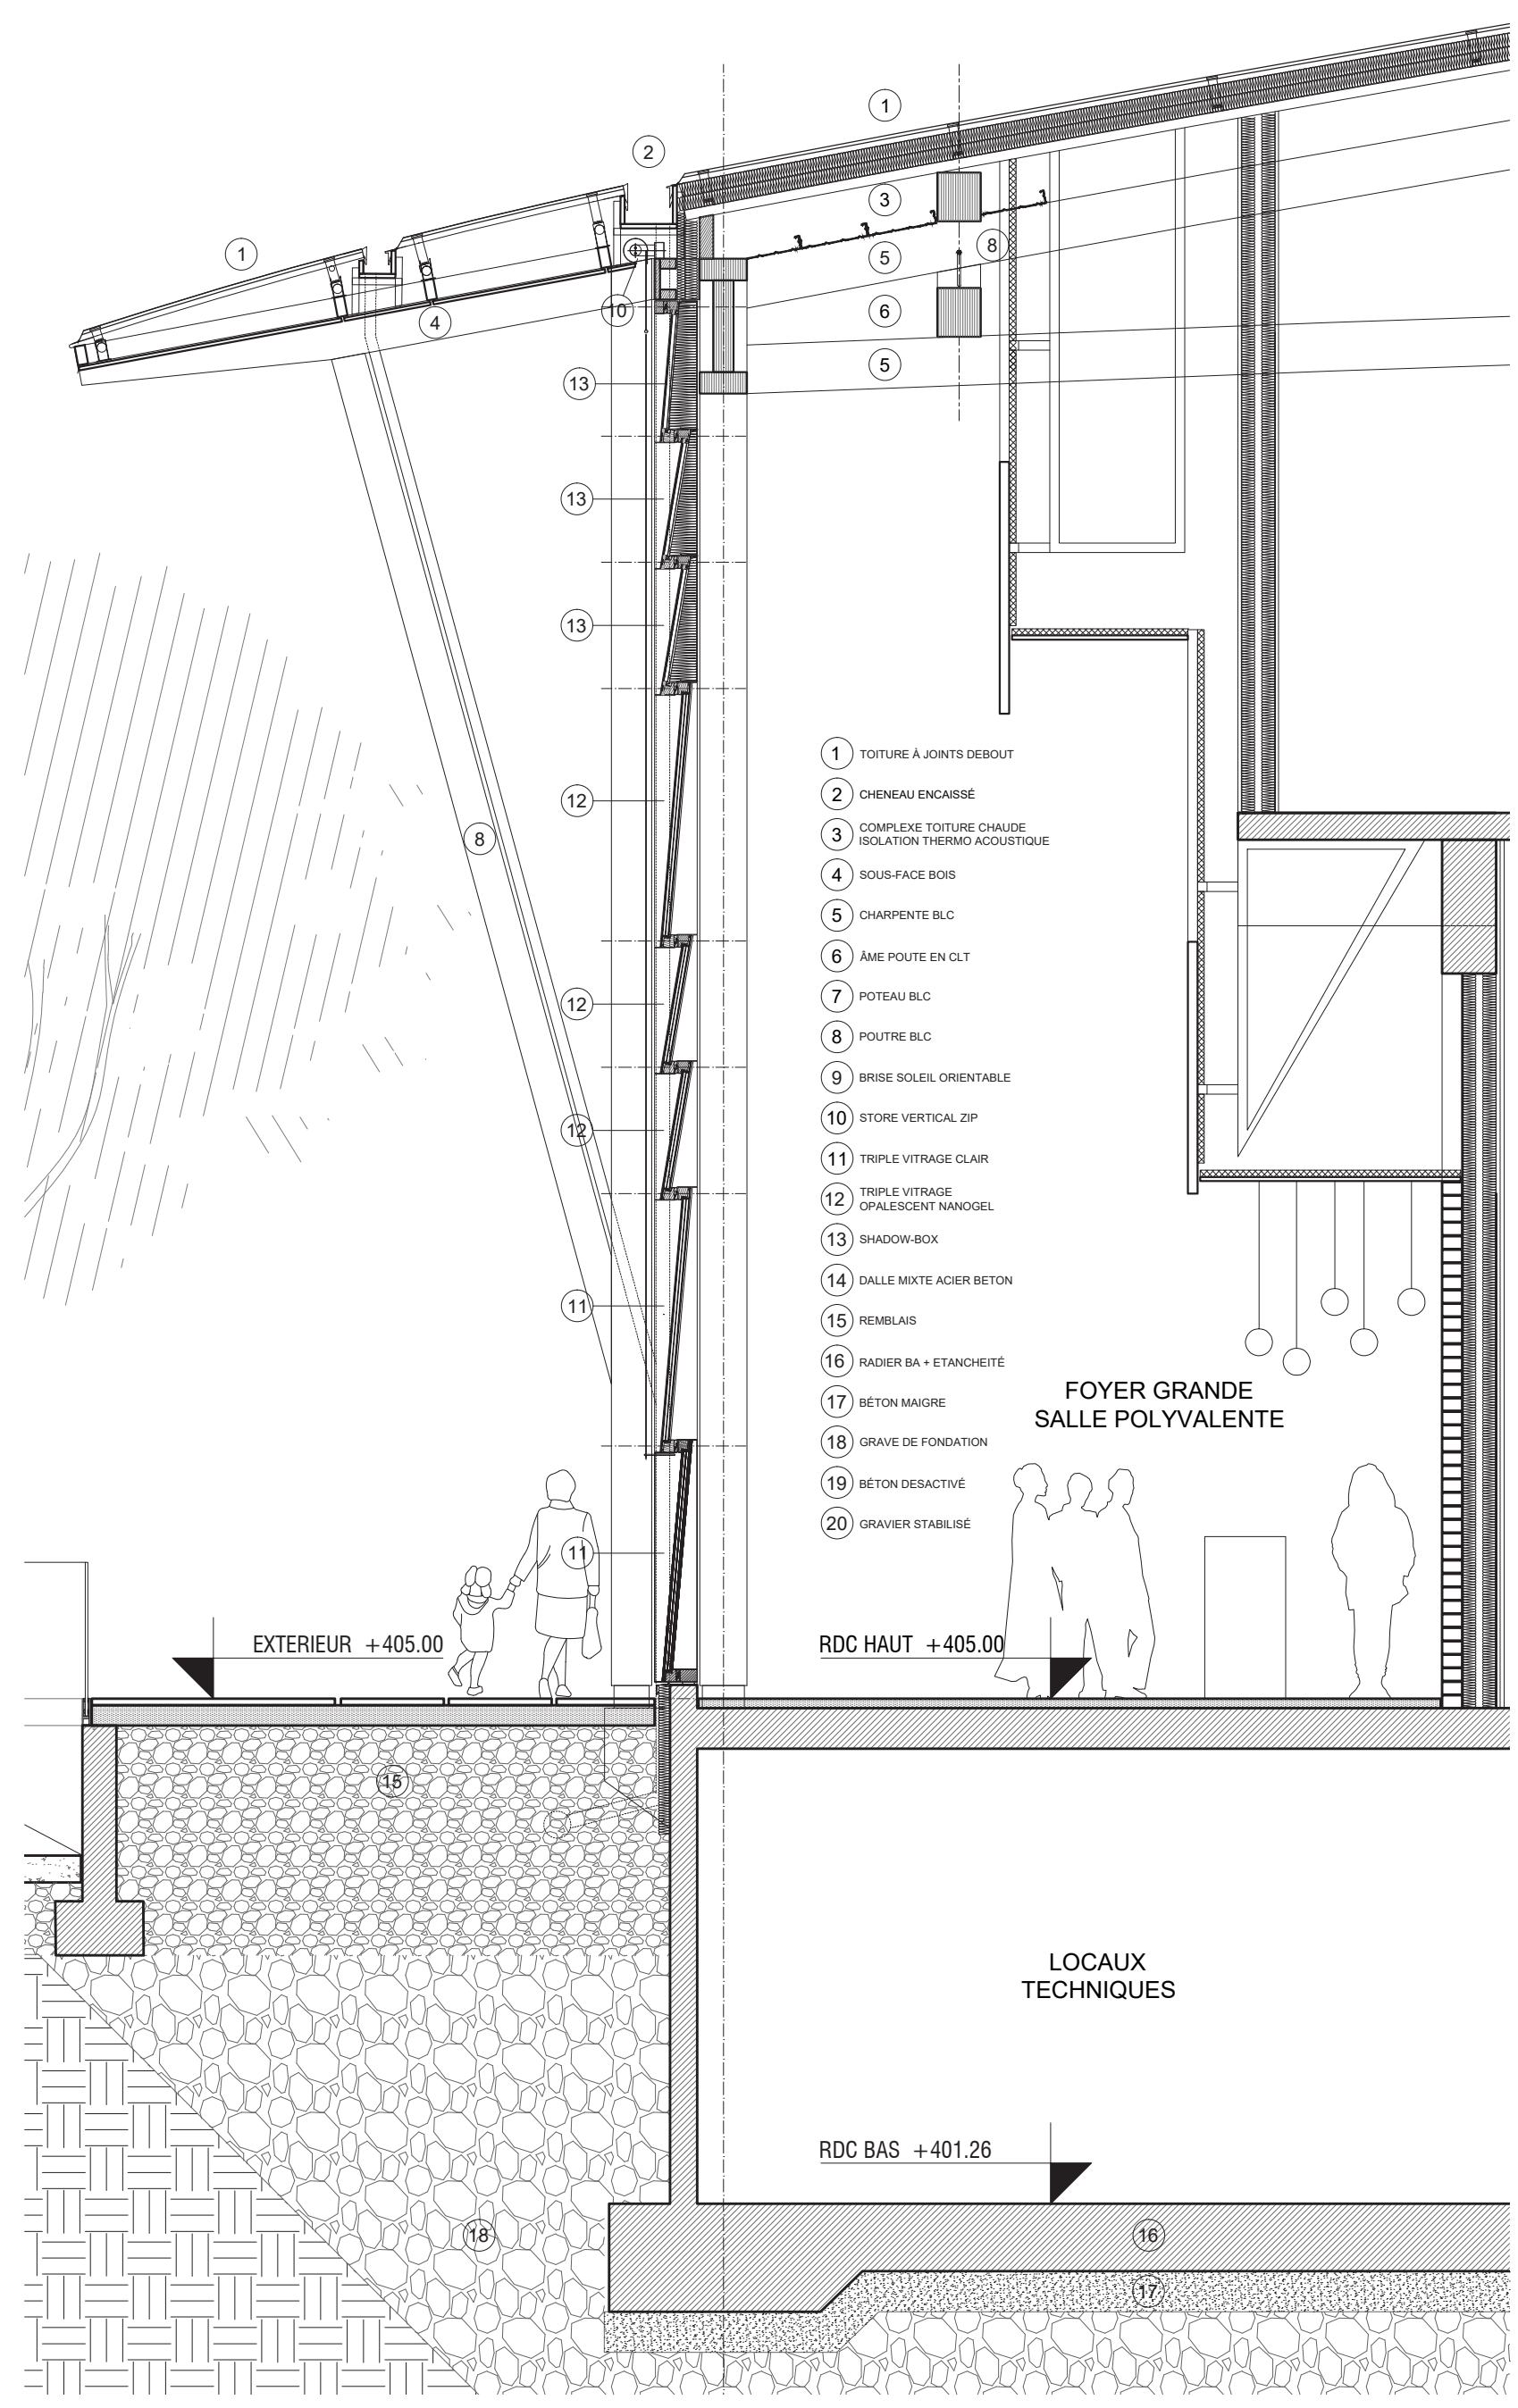 1
2
3
1
8
5
10
6
4
5
13
13
13
1 TOITURE À JOINTS DEBOUT
2 CHENEAU ENCAISSÉ
3 COMPLEXE TOITURE CHAUDE
ISOLATION THERMO ACOUSTIQUE
4 SOUS-FACE BOIS
5 CHARPENTE BLC
6 ÂME POUTE EN CLT
7 POTEAU BLC
8 POUTRE BLC
9 BRISE SOLEIL ORIENTABLE
10 STORE VERTICAL ZIP
11 TRIPLE VITRAGE CLAIR
12 TRIPLE VITRAGE
OPALESCENT NANOGEL
13 SHADOW-BOX
14 DALLE MIXTE ACIER BETON
15 REMBLAIS
16 RADIER BA + ETANCHEITÉ
17 BÉTON MAIGRE
18 GRAVE DE FONDATION
19 BÉTON DESACTIVÉ
20 GRAVIER STABILISÉ
12
8
12
12
11
11
FOYER GRANDE
SALLE POLYVALENTE
EXTERIEUR +405.00
RDC HAUT +405.00
15
LOCAUX
TECHNIQUES
RDC BAS +401.26
18
16
17